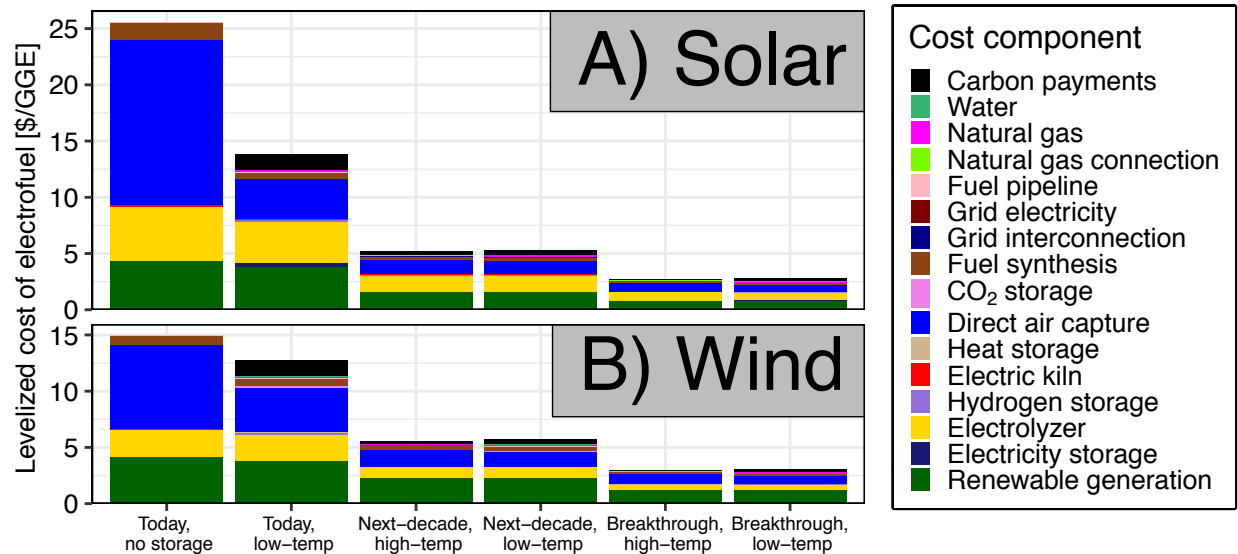 Levelized cost of electrofuel [$/GGE]
25
20
15
10
5
0
A) Solar
15
10
5
0
B) Wind
Today,
no storage
Today,
low−temp
Next−decade,
high−temp
Next−decade,
low−temp
Breakthrough,
high−temp
Breakthrough,
low−temp
Cost component
Carbon payments
Water
Natural gas
Natural gas connection
Fuel pipeline
Grid electricity
Grid interconnection
Fuel synthesis
CO₂ storage
Direct air capture
Heat storage
Electric kiln
Hydrogen storage
Electrolyzer
Electricity storage
Renewable generation